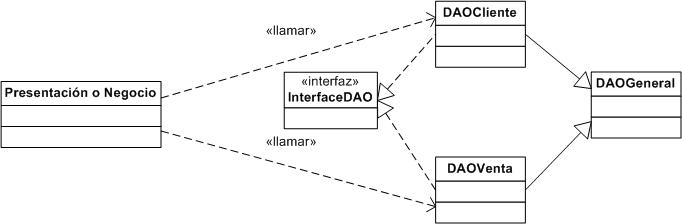 DAOCliente
«llamar»
«interfaz»
InterfaceDAO
DAOGeneral
Presentación o Negocio
«llamar»
DAOVenta